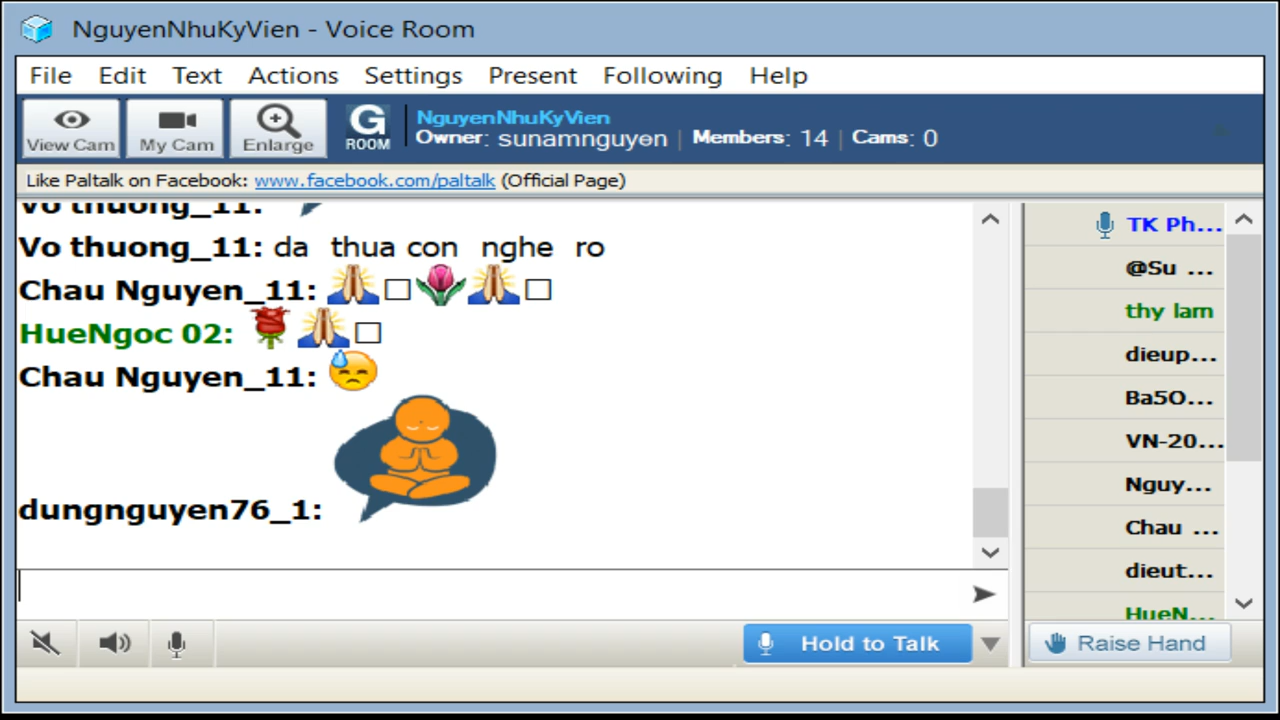 NguyenNhuKyVien - Voice Room
File Edit Text Actions Settings Present Following Help
View Cam My Cam Enlarge G ROOM
NguyenNhuKyVien
Owner: sunamnguyen | Members: 14 | Cams: 0
Like Paltalk on Facebook: www.facebook.com/paltalk (Official Page)
Vo thuong_11:
Vo thuong_11: da thua con nghe ro
Chau Nguyen_11:
HueNgoc 02:
Chau Nguyen_11:
dungnguyen76_1:
TK Ph...
@Su ...
thy lam
dieup...
Ba5O...
VN-20...
Nguy...
Chau ...
dieut...
HueN...
Hold to Talk
Raise Hand